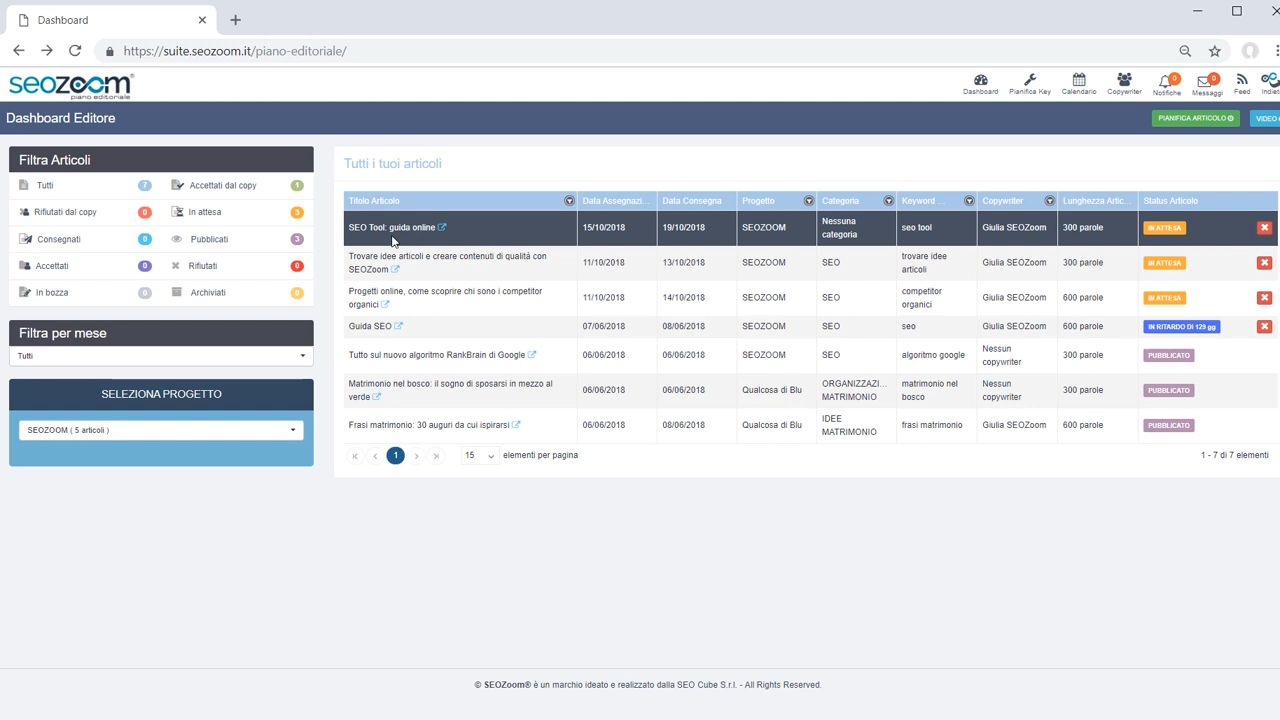 Dashboard
https://suite.seozoom.it/piano-editoriale/
seozoom
piano editoriale
Dashboard
Pianifica Key
Calendario
Copywriter
0
Notifiche
0
Messaggi
Feed
Indiet
Dashboard Editore
PIANIFICA ARTICOLO
VIDEO
Filtra Articoli
Tutti 7 Accettati dal copy 1
Rifiutati dal copy 0 In attesa 3
Consegnati 0 Pubblicati 3
Accettati 0 Rifiutati 0
In bozza 0 Archiviati 0
Filtra per mese
Tutti
SELEZIONA PROGETTO
SEOZOOM ( 5 articoli )
Tutti i tuoi articoli
Titolo Articolo Data Assegnazi... Data Consegna Progetto Categoria Keyword ... Copywriter Lunghezza Artic... Status Articolo
SEO Tool: guida online 15/10/2018 19/10/2018 SEOZOOM Nessuna categoria seo tool Giulia SEOZoom 300 parole IN ATTESA
Trovare idee articoli e creare contenuti di qualità con SEOZoom 11/10/2018 13/10/2018 SEOZOOM SEO trovare idee articoli Giulia SEOZoom 300 parole IN ATTESA
Progetti online, come scoprire chi sono i competitor organici 11/10/2018 14/10/2018 SEOZOOM SEO competitor organici Giulia SEOZoom 600 parole IN ATTESA
Guida SEO 07/06/2018 08/06/2018 SEOZOOM SEO seo Giulia SEOZoom 600 parole IN RITARDO DI 129 gg
Tutto sul nuovo algoritmo RankBrain di Google 06/06/2018 06/06/2018 SEOZOOM SEO algoritmo google Nessun copywriter 300 parole PUBBLICATO
Matrimonio nel bosco: il sogno di sposarsi in mezzo al verde 06/06/2018 06/06/2018 Qualcosa di Blu ORGANIZZAZI... MATRIMONIO matrimonio nel bosco Nessun copywriter 300 parole PUBBLICATO
Frasi matrimonio: 30 auguri da cui ispirarsi 06/06/2018 08/06/2018 Qualcosa di Blu IDEE MATRIMONIO frasi matrimonio Giulia SEOZoom 600 parole PUBBLICATO
1 15 elementi per pagina 1 - 7 di 7 elementi
© SEOZoom® è un marchio ideato e realizzato dalla SEO Cube S.r.l. - All Rights Reserved.